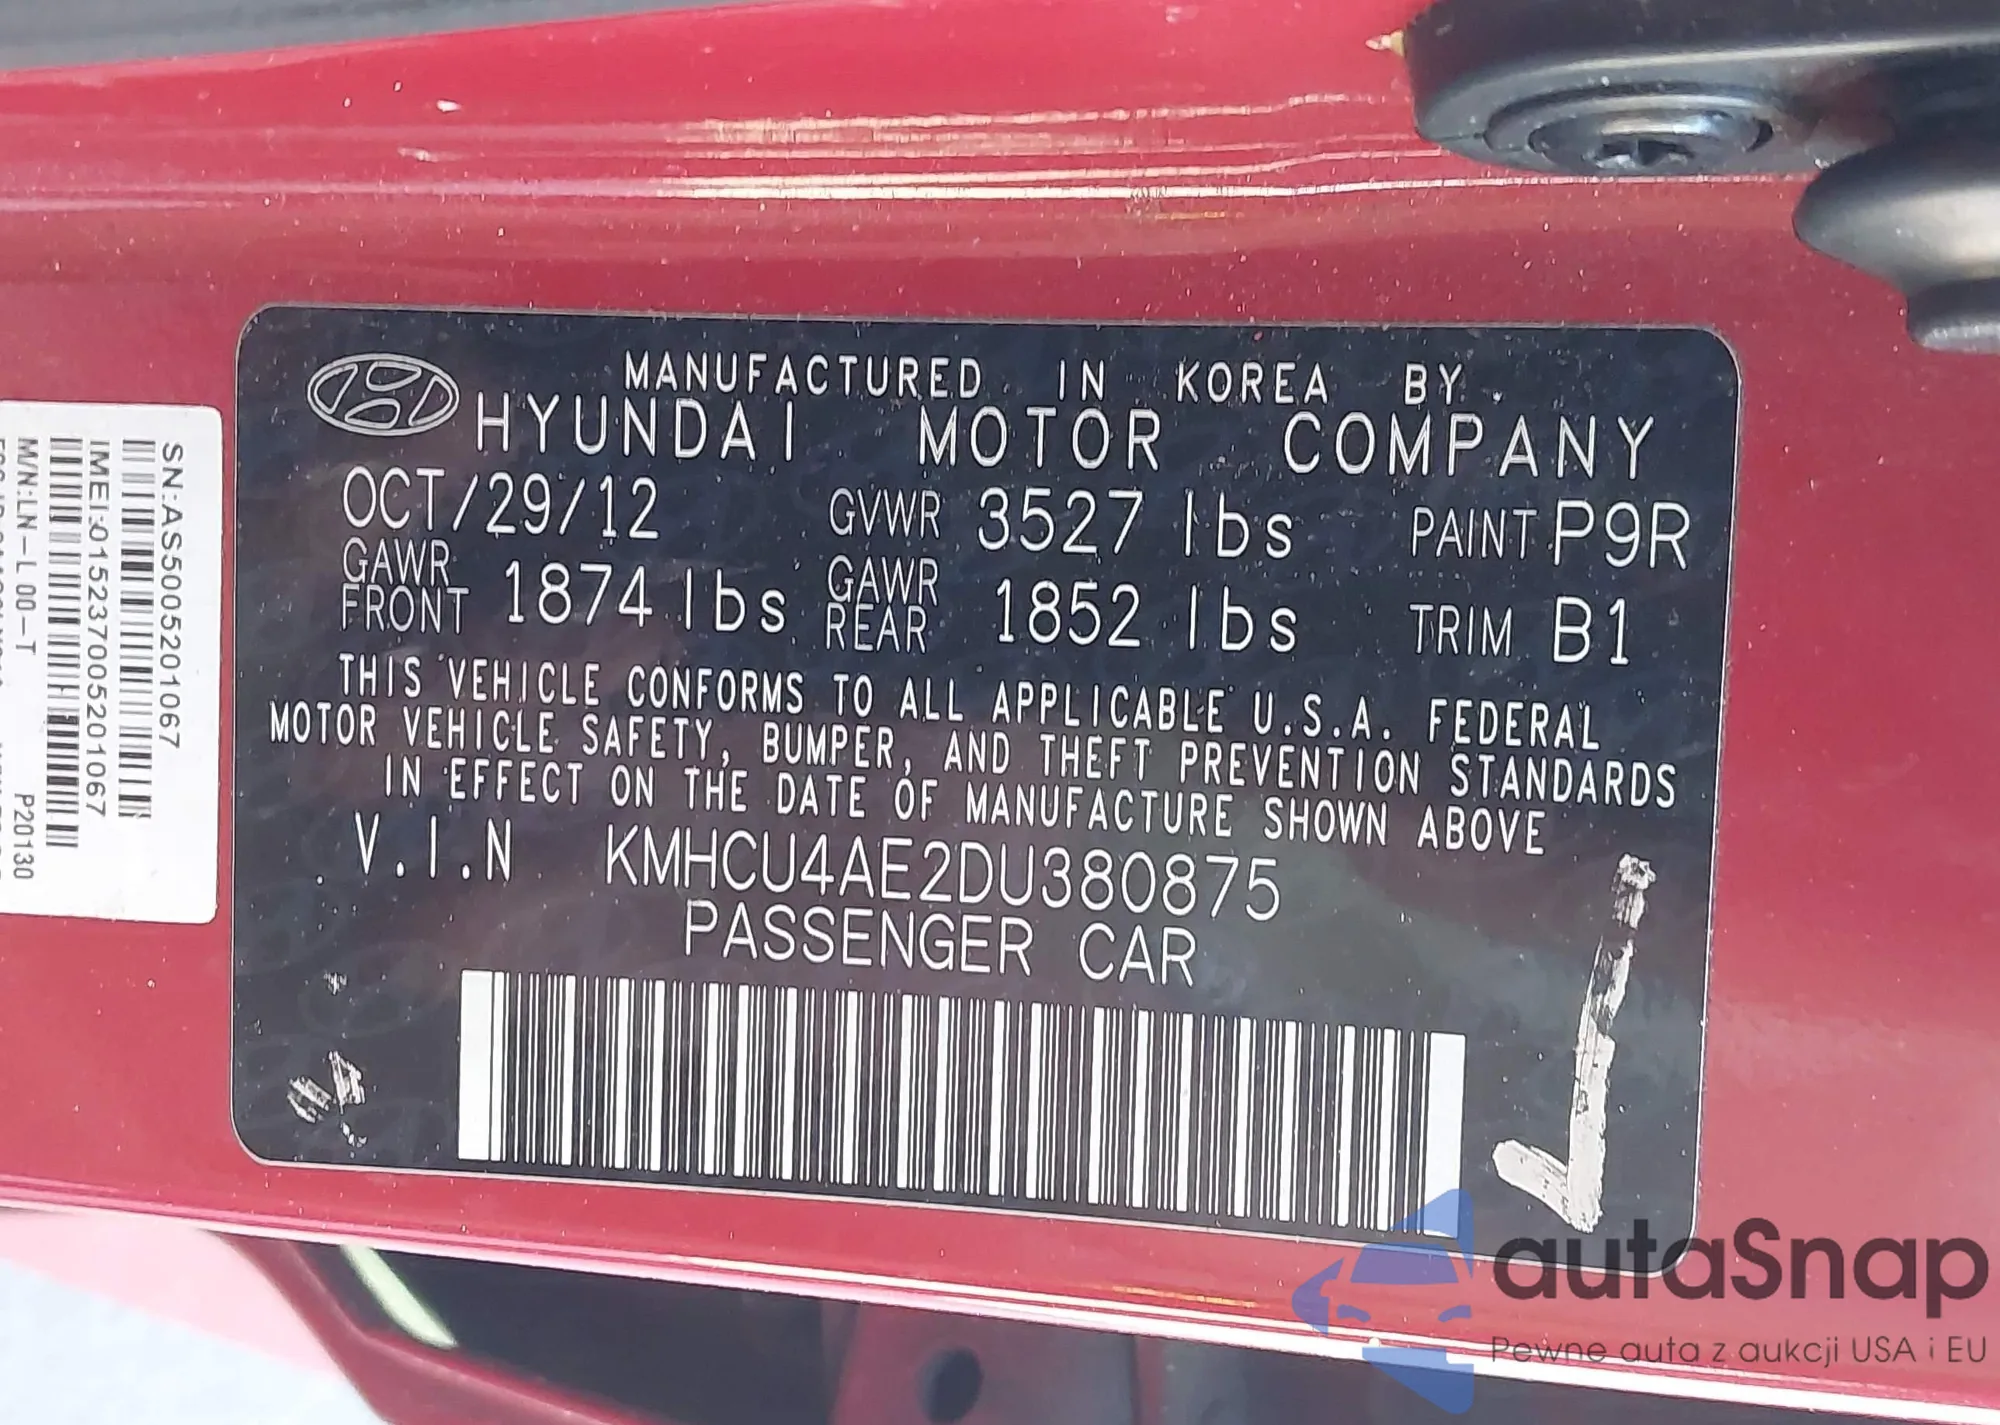 MANUFACTURED IN KOREA BY
HYUNDAI MOTOR COMPANY
OCT/29/12 GVWR 3527 lbs PAINT P9R
GAWR FRONT 1874 lbs GAWR REAR 1852 lbs TRIM B1
THIS VEHICLE CONFORMS TO ALL APPLICABLE U.S.A. FEDERAL
MOTOR VEHICLE SAFETY, BUMPER, AND THEFT PREVENTION STANDARDS
IN EFFECT ON THE DATE OF MANUFACTURE SHOWN ABOVE
V.I.N KMHCU4AE2DU380875
PASSENGER CAR
SN:AS5005201067
IMEI:015237005201067
M/N:LN-L 00-T P20130
autaSnap
Pewne auta z aukcji USA i EU